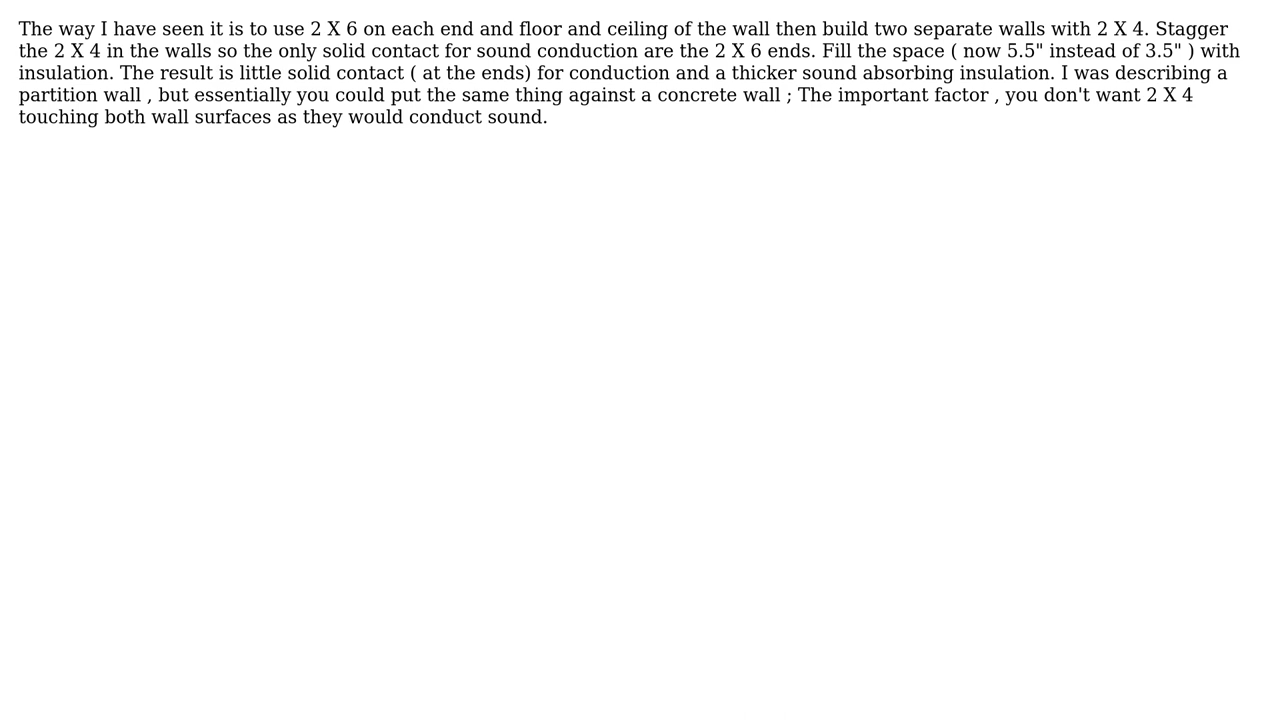 The way I have seen it is to use 2 X 6 on each end and floor and ceiling of the wall then build two separate walls with 2 X 4. Stagger
the 2 X 4 in the walls so the only solid contact for sound conduction are the 2 X 6 ends. Fill the space ( now 5.5" instead of 3.5" ) with
insulation. The result is little solid contact ( at the ends) for conduction and a thicker sound absorbing insulation. I was describing a
partition wall , but essentially you could put the same thing against a concrete wall ; The important factor , you don't want 2 X 4
touching both wall surfaces as they would conduct sound.